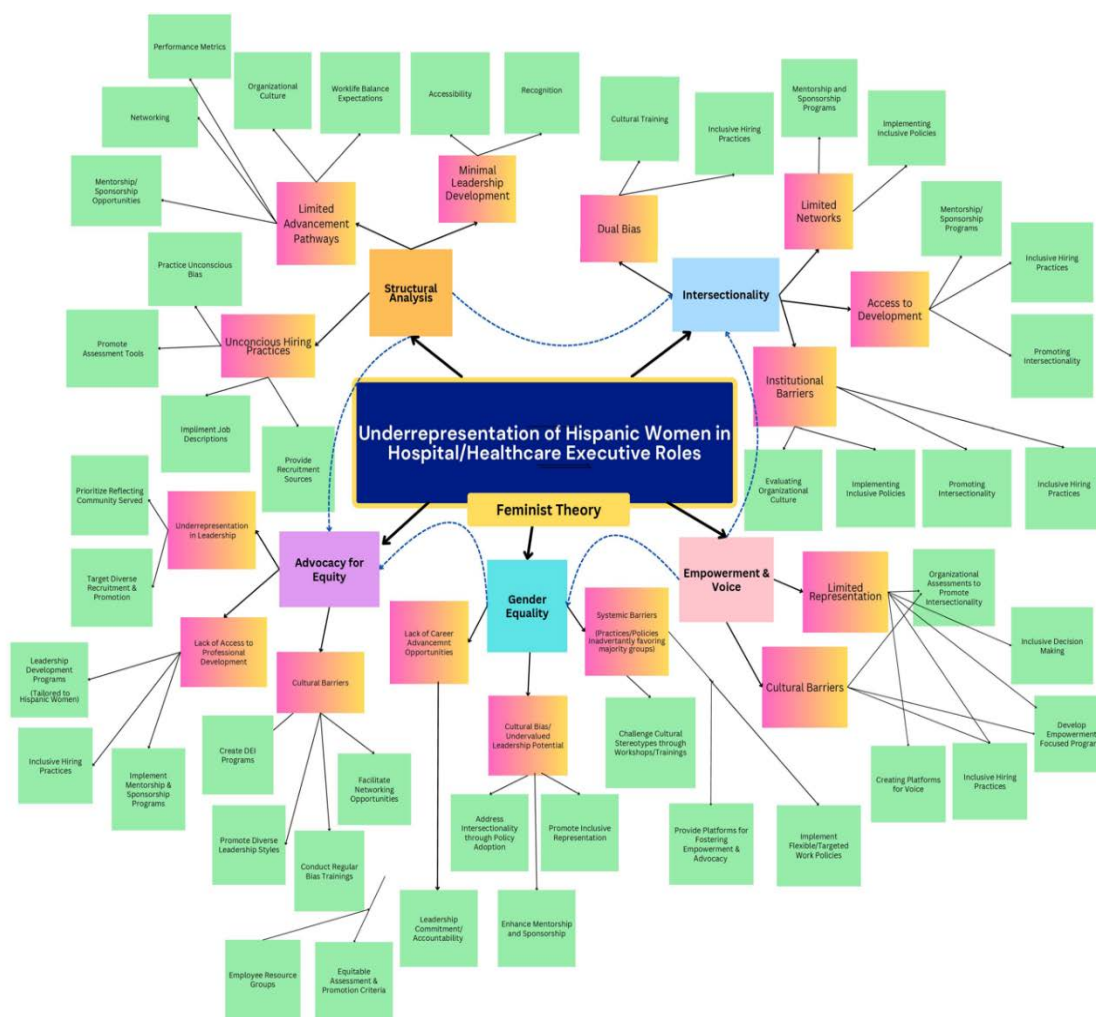 Performance Metrics
Organizational
Culture
Worklife Balance
Expectations
Accessibility
Recognition
Networking
Mentorship/
Sponsorship
Opportunities
Limited
Advancement
Pathways
Minimal
Leadership
Development
Structural
Analysis
Practice Unconscious
Bias
Promote
Assessment Tools
Unconcious Hiring
Practices
Impliment Job
Descriptions
Provide
Recruitment
Sources
Cultural Training
Inclusive Hiring
Practices
Mentorship and
Sponsorship
Programs
Implementing
Inclusive Policies
Dual Bias
Limited
Networks
Intersectionality
Mentorship/
Sponsorship
Programs
Inclusive Hiring
Practices
Access to
Development
Promoting
Intersectionality
Institutional
Barriers
Evaluating
Organizational
Culture
Implementing
Inclusive Policies
Promoting
Intersectionality
Inclusive Hiring
Practices
Underrepresentation of Hispanic Women in
Hospital/Healthcare Executive Roles
Feminist Theory
Prioritize Reflecting
Community Served
Underrepresentation
in Leadership
Target Diverse
Recruitment &
Promotion
Advocacy for
Equity
Lack of Access to
Professional
Development
Leadership
Development
Programs
(Tailored to
Hispanic Women)
Inclusive Hiring
Practices
Implement
Mentorship &
Sponsorship
Programs
Cultural Barriers
Create DEI
Programs
Facilitate
Networking
Opportunities
Promote Diverse
Leadership Styles
Conduct Regular
Bias Trainings
Employee Resource
Groups
Equitable
Assessment &
Promotion Criteria
Gender
Equality
Lack of Career
Advancemnt
Opportunities
Systemic Barriers
(Practices/Policies
Inadvertantly favoring
majority groups)
Cultural Bias/
Undervalued
Leadership Potential
Challenge Cultural
Stereotypes through
Workshops/Trainings
Address
Intersectionality
through Policy
Adoption
Promote Inclusive
Representation
Leadership
Commitment/
Accountability
Enhance Mentorship
and Sponsorship
Provide Platforms for
Fostering
Empowerment &
Advocacy
Implement
Flexible/Targeted
Work Policies
Empowerment &
Voice
Limited
Representation
Cultural Barriers
Organizational
Assessments to
Promote
Intersectionality
Inclusive Decision
Making
Develop
Empowerment
Focused Program
Creating Platforms
for Voice
Inclusive Hiring
Practices